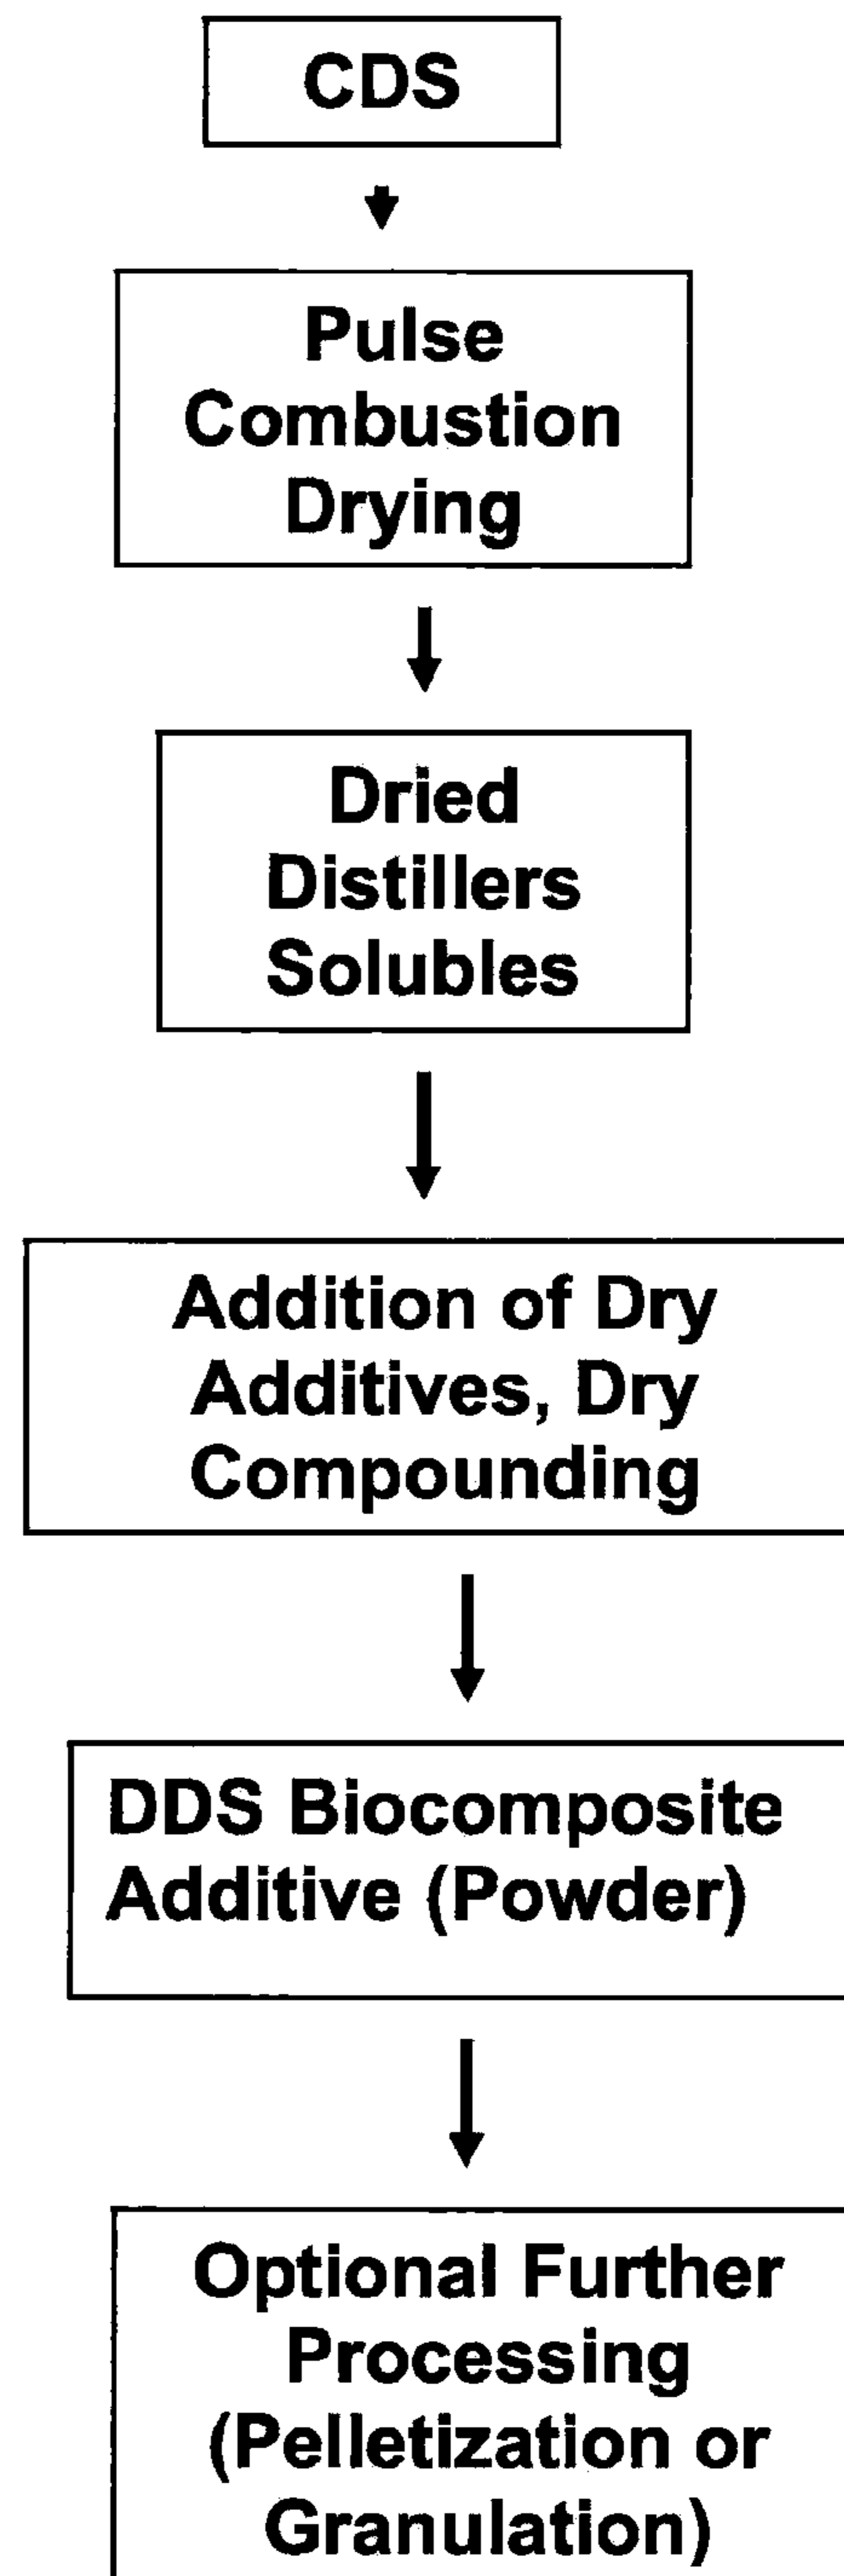 CDS
Pulse
Combustion
Drying
Dried
Distillers
Solubles
Addition of Dry
Additives, Dry
Compounding
DDS Biocomposite
Additive (Powder)
Optional Further
Processing
(Pelletization or
Granulation)